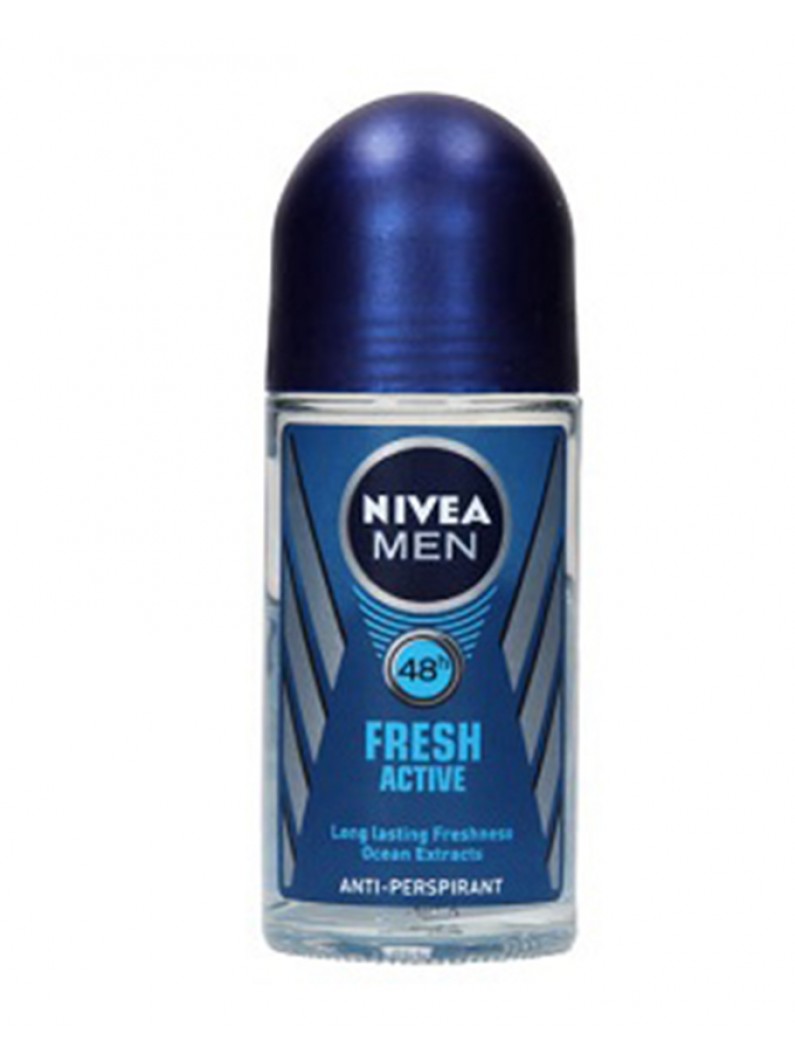 NIVEA
MEN
48h
FRESH
ACTIVE
Long lasting Freshness
Ocean Extracts
ANTI-PERSPIRANT